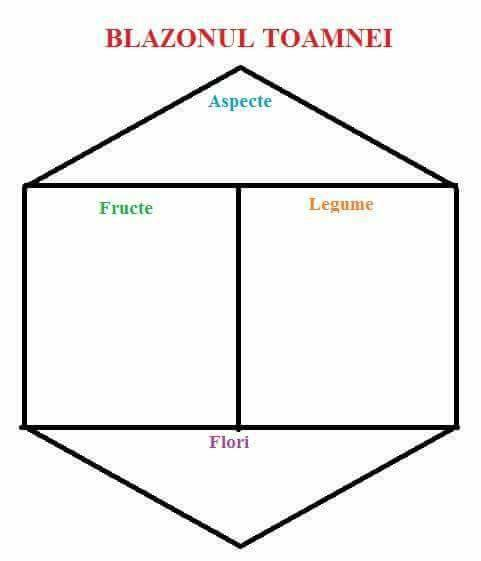 BLAZONUL TOAMNEI
Aspecte
Fructe
Legume
Flori